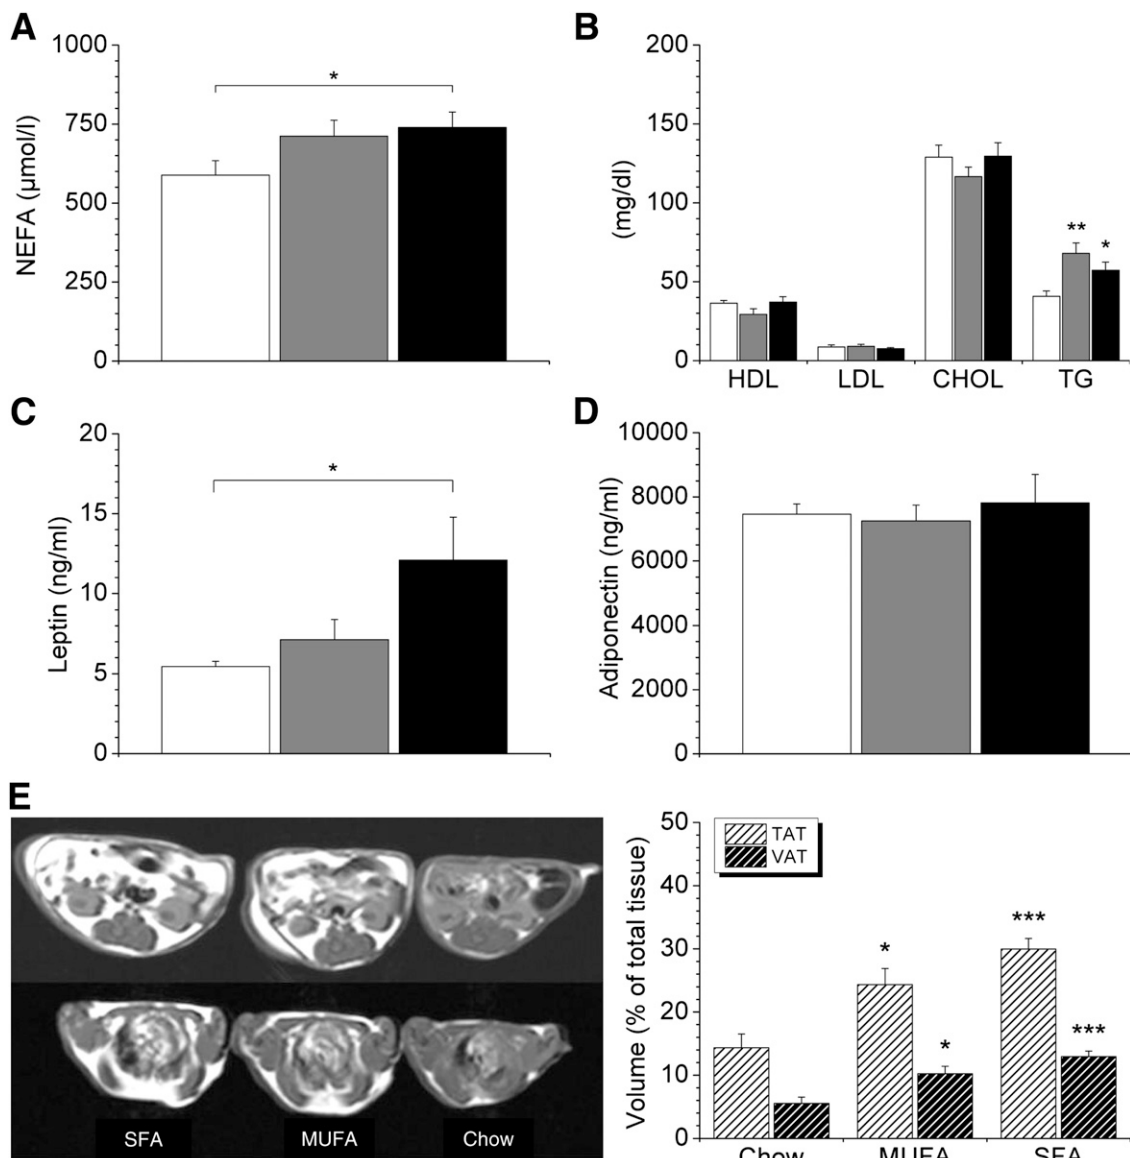 A
NEFA (µmol/l)
1000
750
500
250
0
*
B
(mg/dl)
200
150
100
50
0
** *
HDL LDL CHOL TG
C
Leptin (ng/ml)
20
15
10
5
0
*
D
Adiponectin (ng/ml)
10000
8000
6000
4000
2000
0
E
SFA MUFA Chow
Volume (% of total tissue)
50
40
30
20
10
0
TAT
VAT
* * *** ***
Chow MUFA SFA